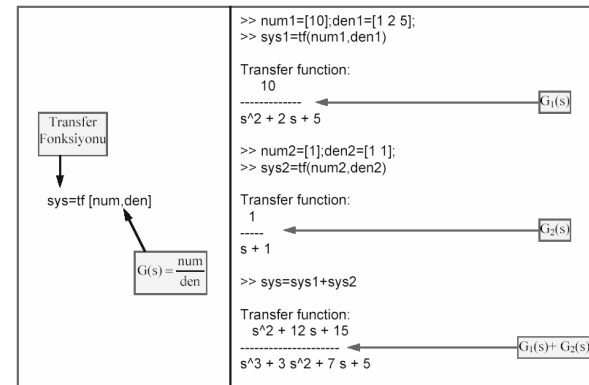 Transfer
Fonksiyonu
sys=tf [num,den]
G(s) = num
den
>> num1=[10];den1=[1 2 5];
>> sys1=tf(num1,den1)
Transfer function:
10
-------------
s^2 + 2 s + 5
G₁(s)
>> num2=[1];den2=[1 1];
>> sys2=tf(num2,den2)
Transfer function:
1
-----
s + 1
G₂(s)
>> sys=sys1+sys2
Transfer function:
s^2 + 12 s + 15
---------------------
s^3 + 3 s^2 + 7 s + 5
G₁(s)+ G₂(s)